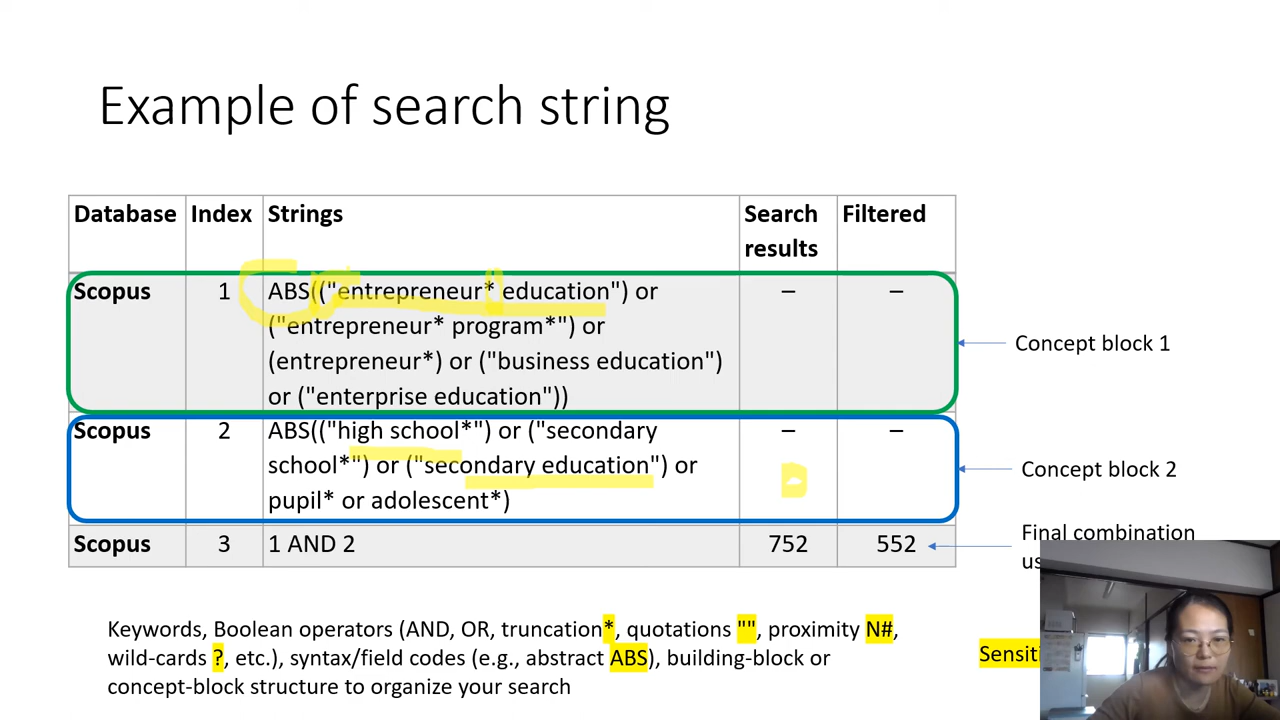 Example of search string
Database Index Strings Search results Filtered
Scopus 1 ABS(("entrepreneur* education") or – –
("entrepreneur* program*") or
(entrepreneur*) or ("business education")
or ("enterprise education"))
Concept block 1
Scopus 2 ABS(("high school*") or ("secondary – –
school*") or ("secondary education") or
pupil* or adolescent*)
Concept block 2
Scopus 3 1 AND 2 752 552
Final combination
Keywords, Boolean operators (AND, OR, truncation*, quotations "", proximity N#,
wild-cards ?, etc.), syntax/field codes (e.g., abstract ABS), building-block or
concept-block structure to organize your search